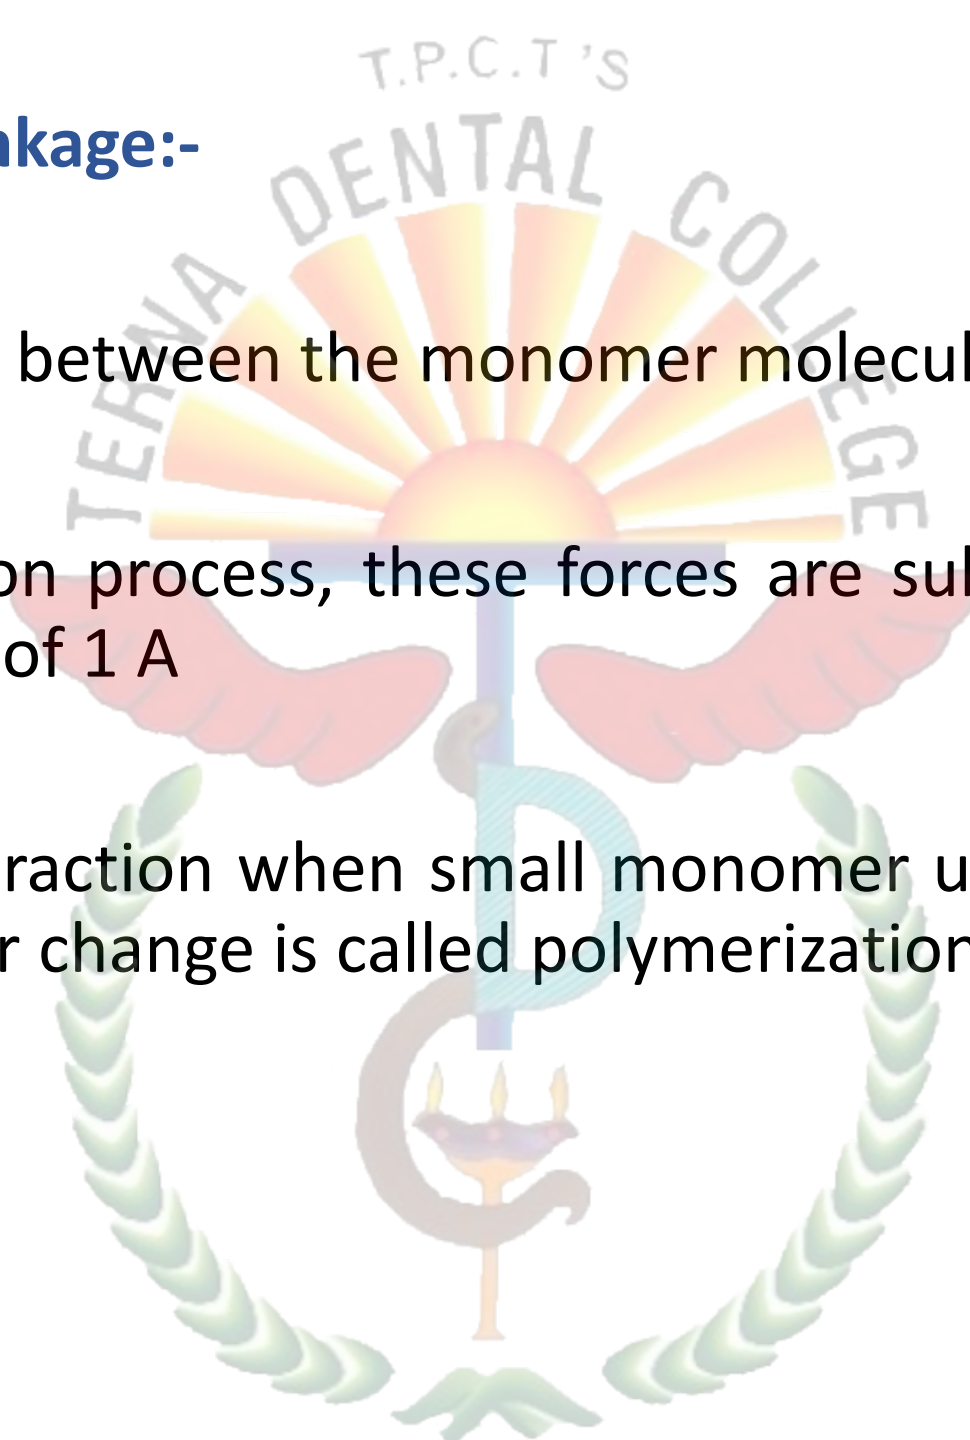 T.P.C.T'S
TERNA DENTAL COLLEGE
nkage:-
between the monomer molecul
on process, these forces are sul
of 1 A
raction when small monomer u
r change is called polymerization